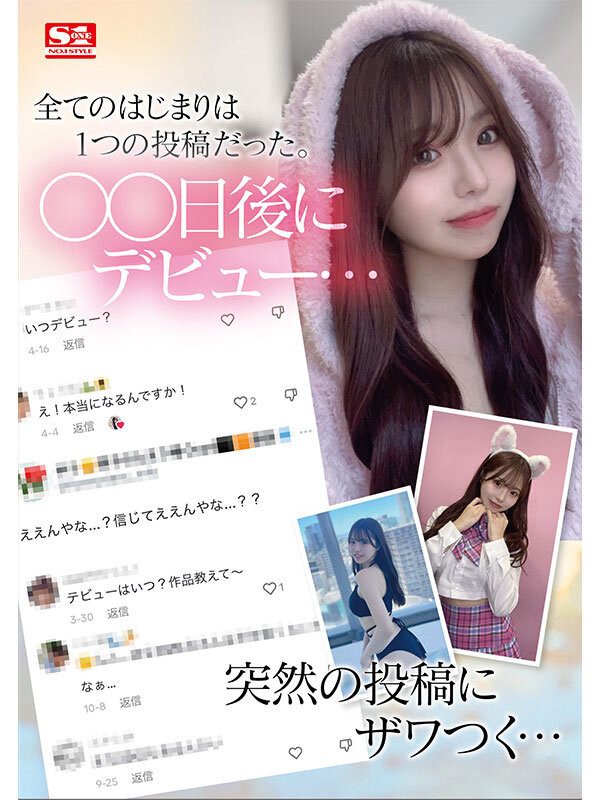 S1
ONE
NO.1 STYLE
全てのはじまりは
1つの投稿だった。
◯◯日後に
デビュー…
いつデビュー？
4-16 返信
え！本当になるんですか！
2
4-4 返信
ええんやな...？信じてええんやな...？？
デビューはいつ？作品教えて〜
1
3-30 返信
なぁ...
10-8 返信
9-25 返信
突然の投稿に
ザワつく…